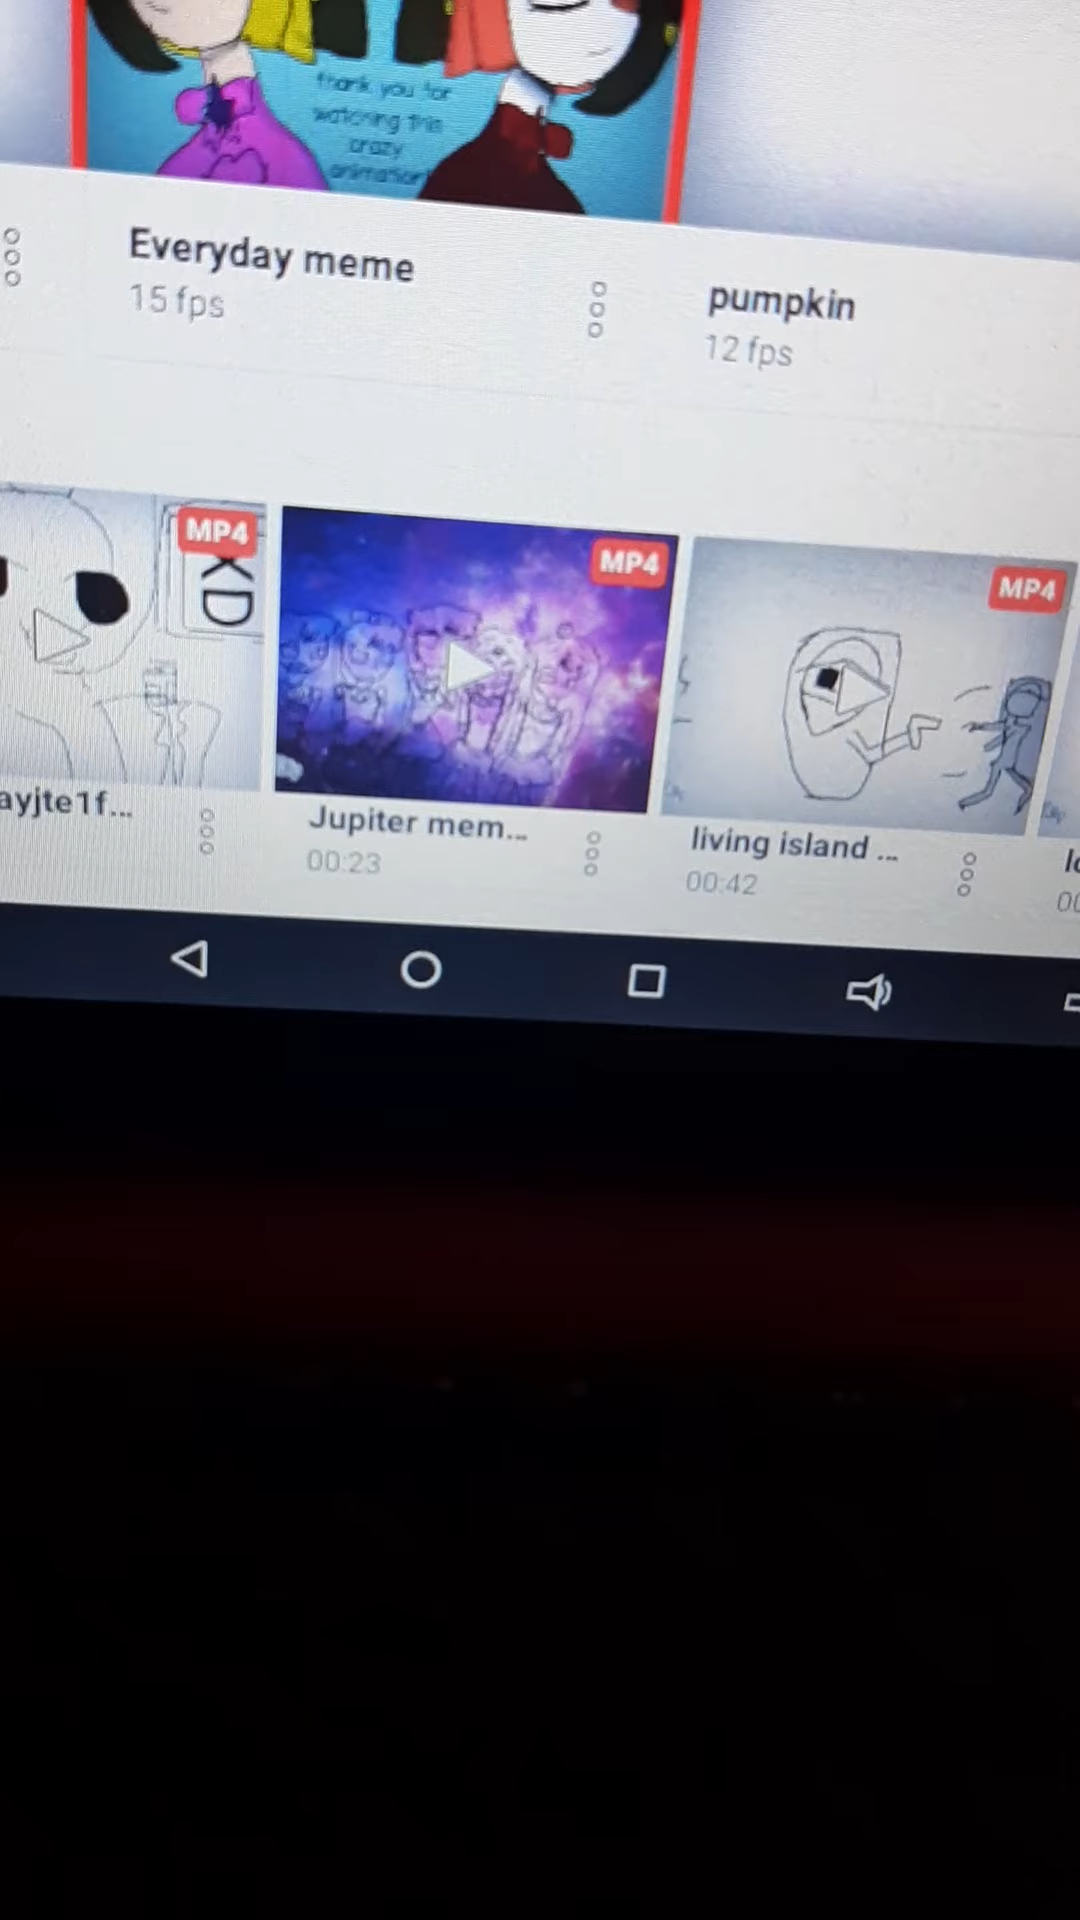 thank you for
watching this
crazy
animation!
Everyday meme
15 fps
pumpkin
12 fps
MP4
XD
MP4
MP4
ayjte1f...
Jupiter mem...
00:23
living island ...
00:42